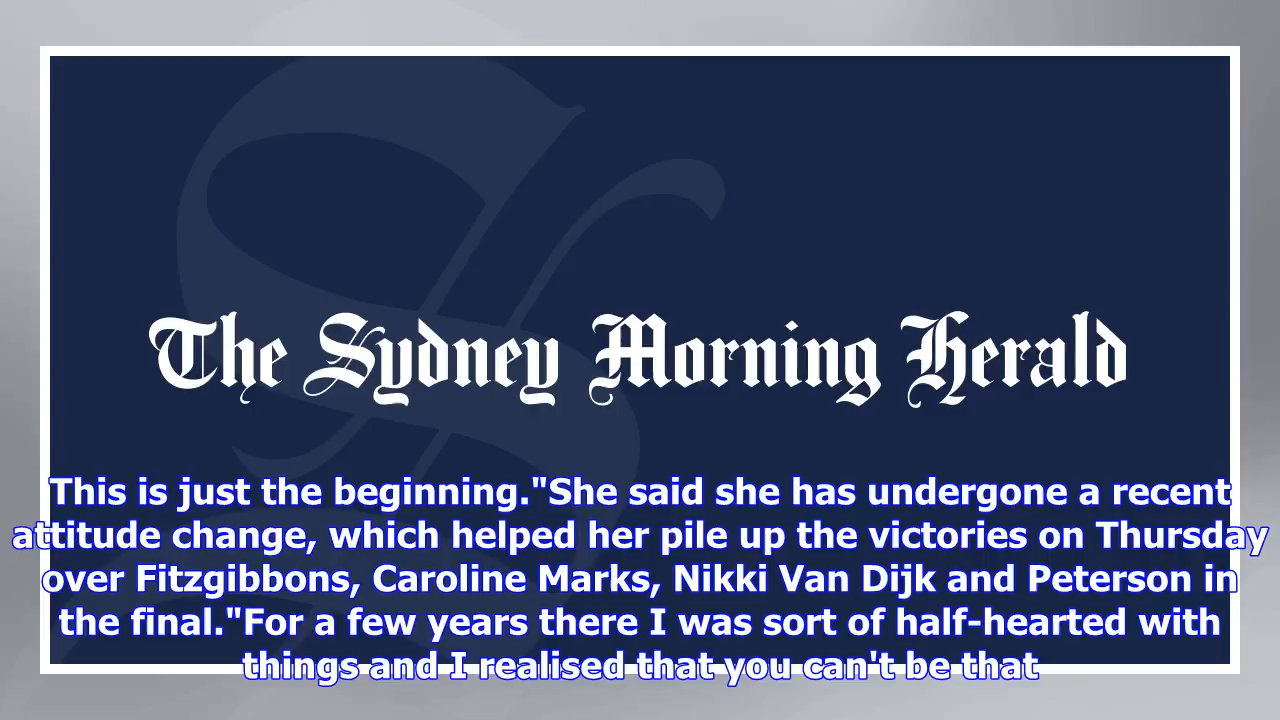 The Sydney Morning Herald
This is just the beginning."She said she has undergone a recent
attitude change, which helped her pile up the victories on Thursday
over Fitzgibbons, Caroline Marks, Nikki Van Dijk and Peterson in
the final."For a few years there I was sort of half-hearted with
things and I realised that you can't be that